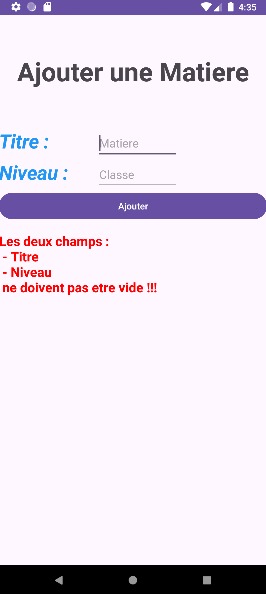 4:35
Ajouter une Matiere
Titre : Matiere
Niveau : Classe
Ajouter
Les deux champs :
- Titre
- Niveau
ne doivent pas etre vide !!!